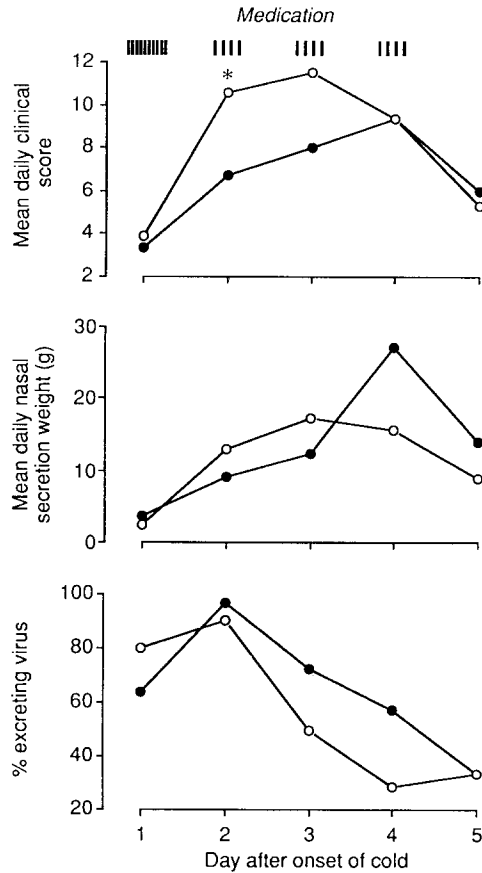 Medication
*
Mean daily clinical
score
12
10
8
6
4
2
Mean daily nasal
secretion weight (g)
30
20
10
0
% excreting virus
100
80
60
40
20
1 2 3 4 5
Day after onset of cold